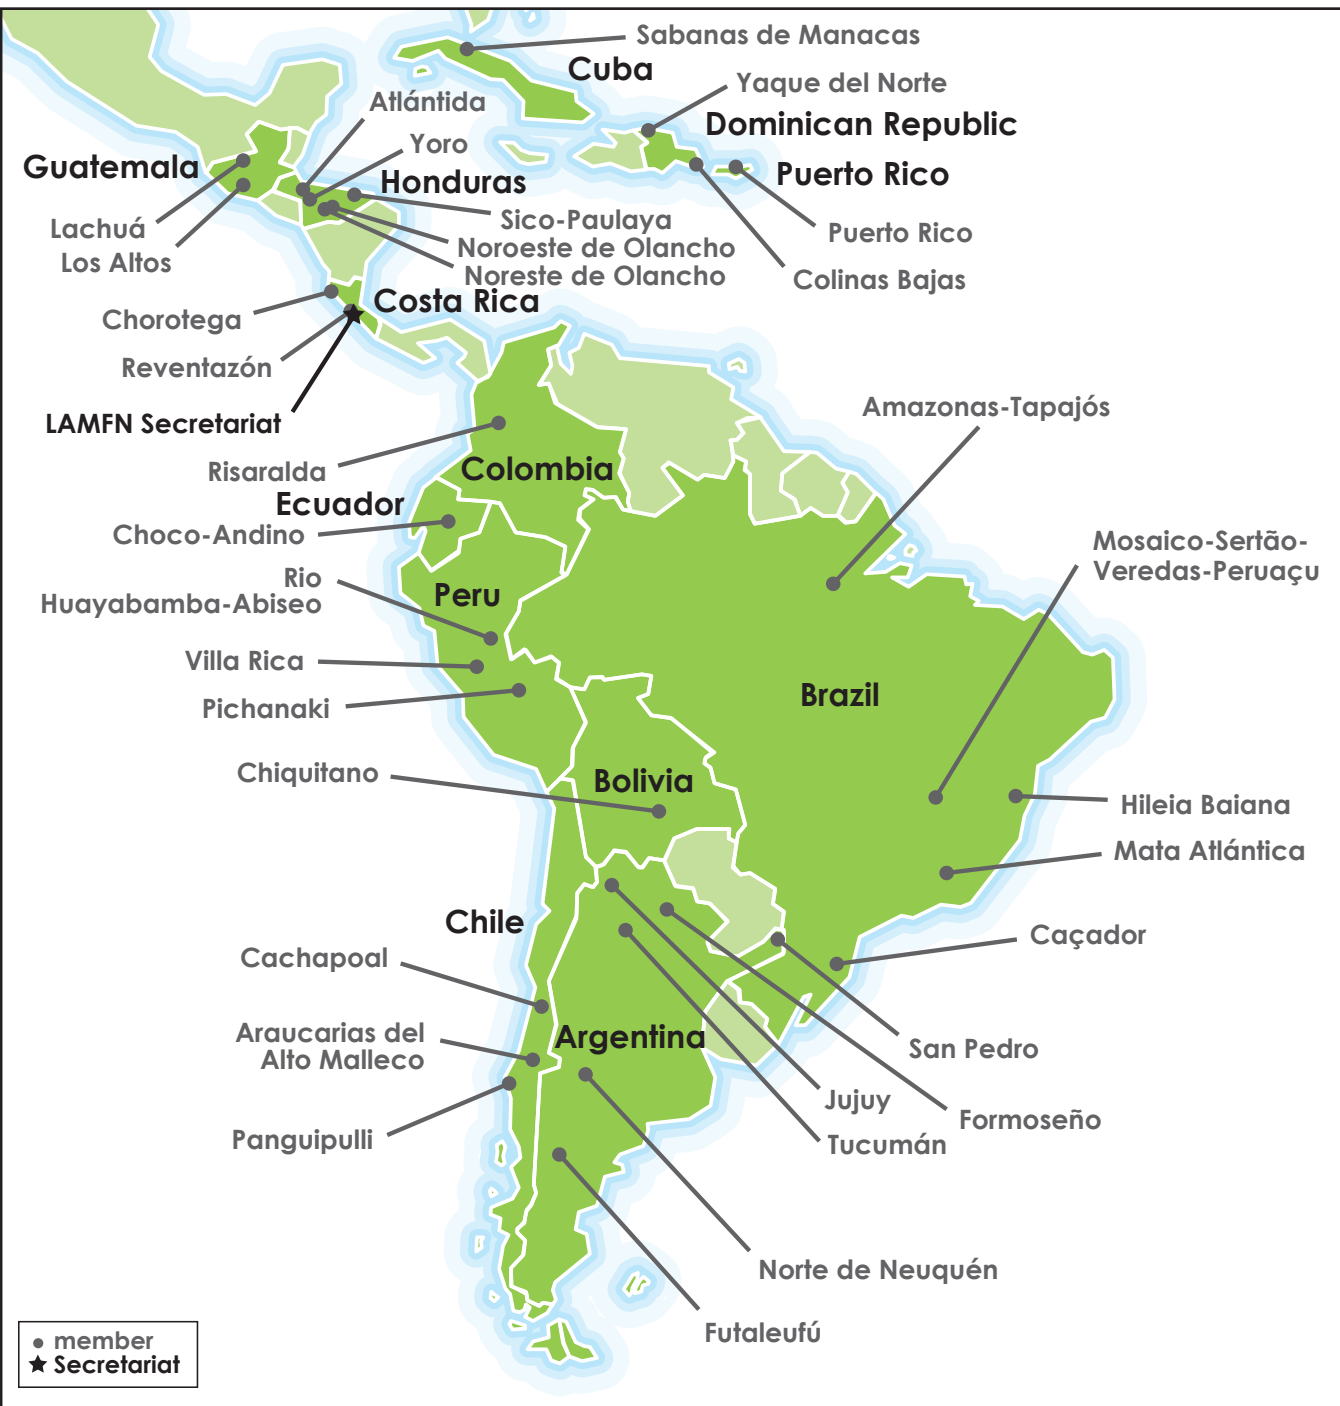 Sabanas de Manacas
Cuba
Yaque del Norte
Atlántida
Dominican Republic
Yoro
Guatemala
Honduras
Puerto Rico
Sico-Paulaya
Lachuá
Puerto Rico
Noroeste de Olancho
Los Altos
Noreste de Olancho
Colinas Bajas
Costa Rica
Chorotega
Reventazón
LAMFN Secretariat
Amazonas-Tapajós
Risaralda
Colombia
Ecuador
Choco-Andino
Mosaico-Sertão-
Veredas-Peruaçu
Rio
Huayabamba-Abiseo
Peru
Villa Rica
Brazil
Pichanaki
Chiquitano
Bolivia
Hileia Baiana
Mata Atlántica
Chile
Caçador
Cachapoal
Araucarias del
Alto Malleco
Argentina
San Pedro
Jujuy
Formoseño
Panguipulli
Tucumán
Norte de Neuquén
Futaleufú
member
Secretariat